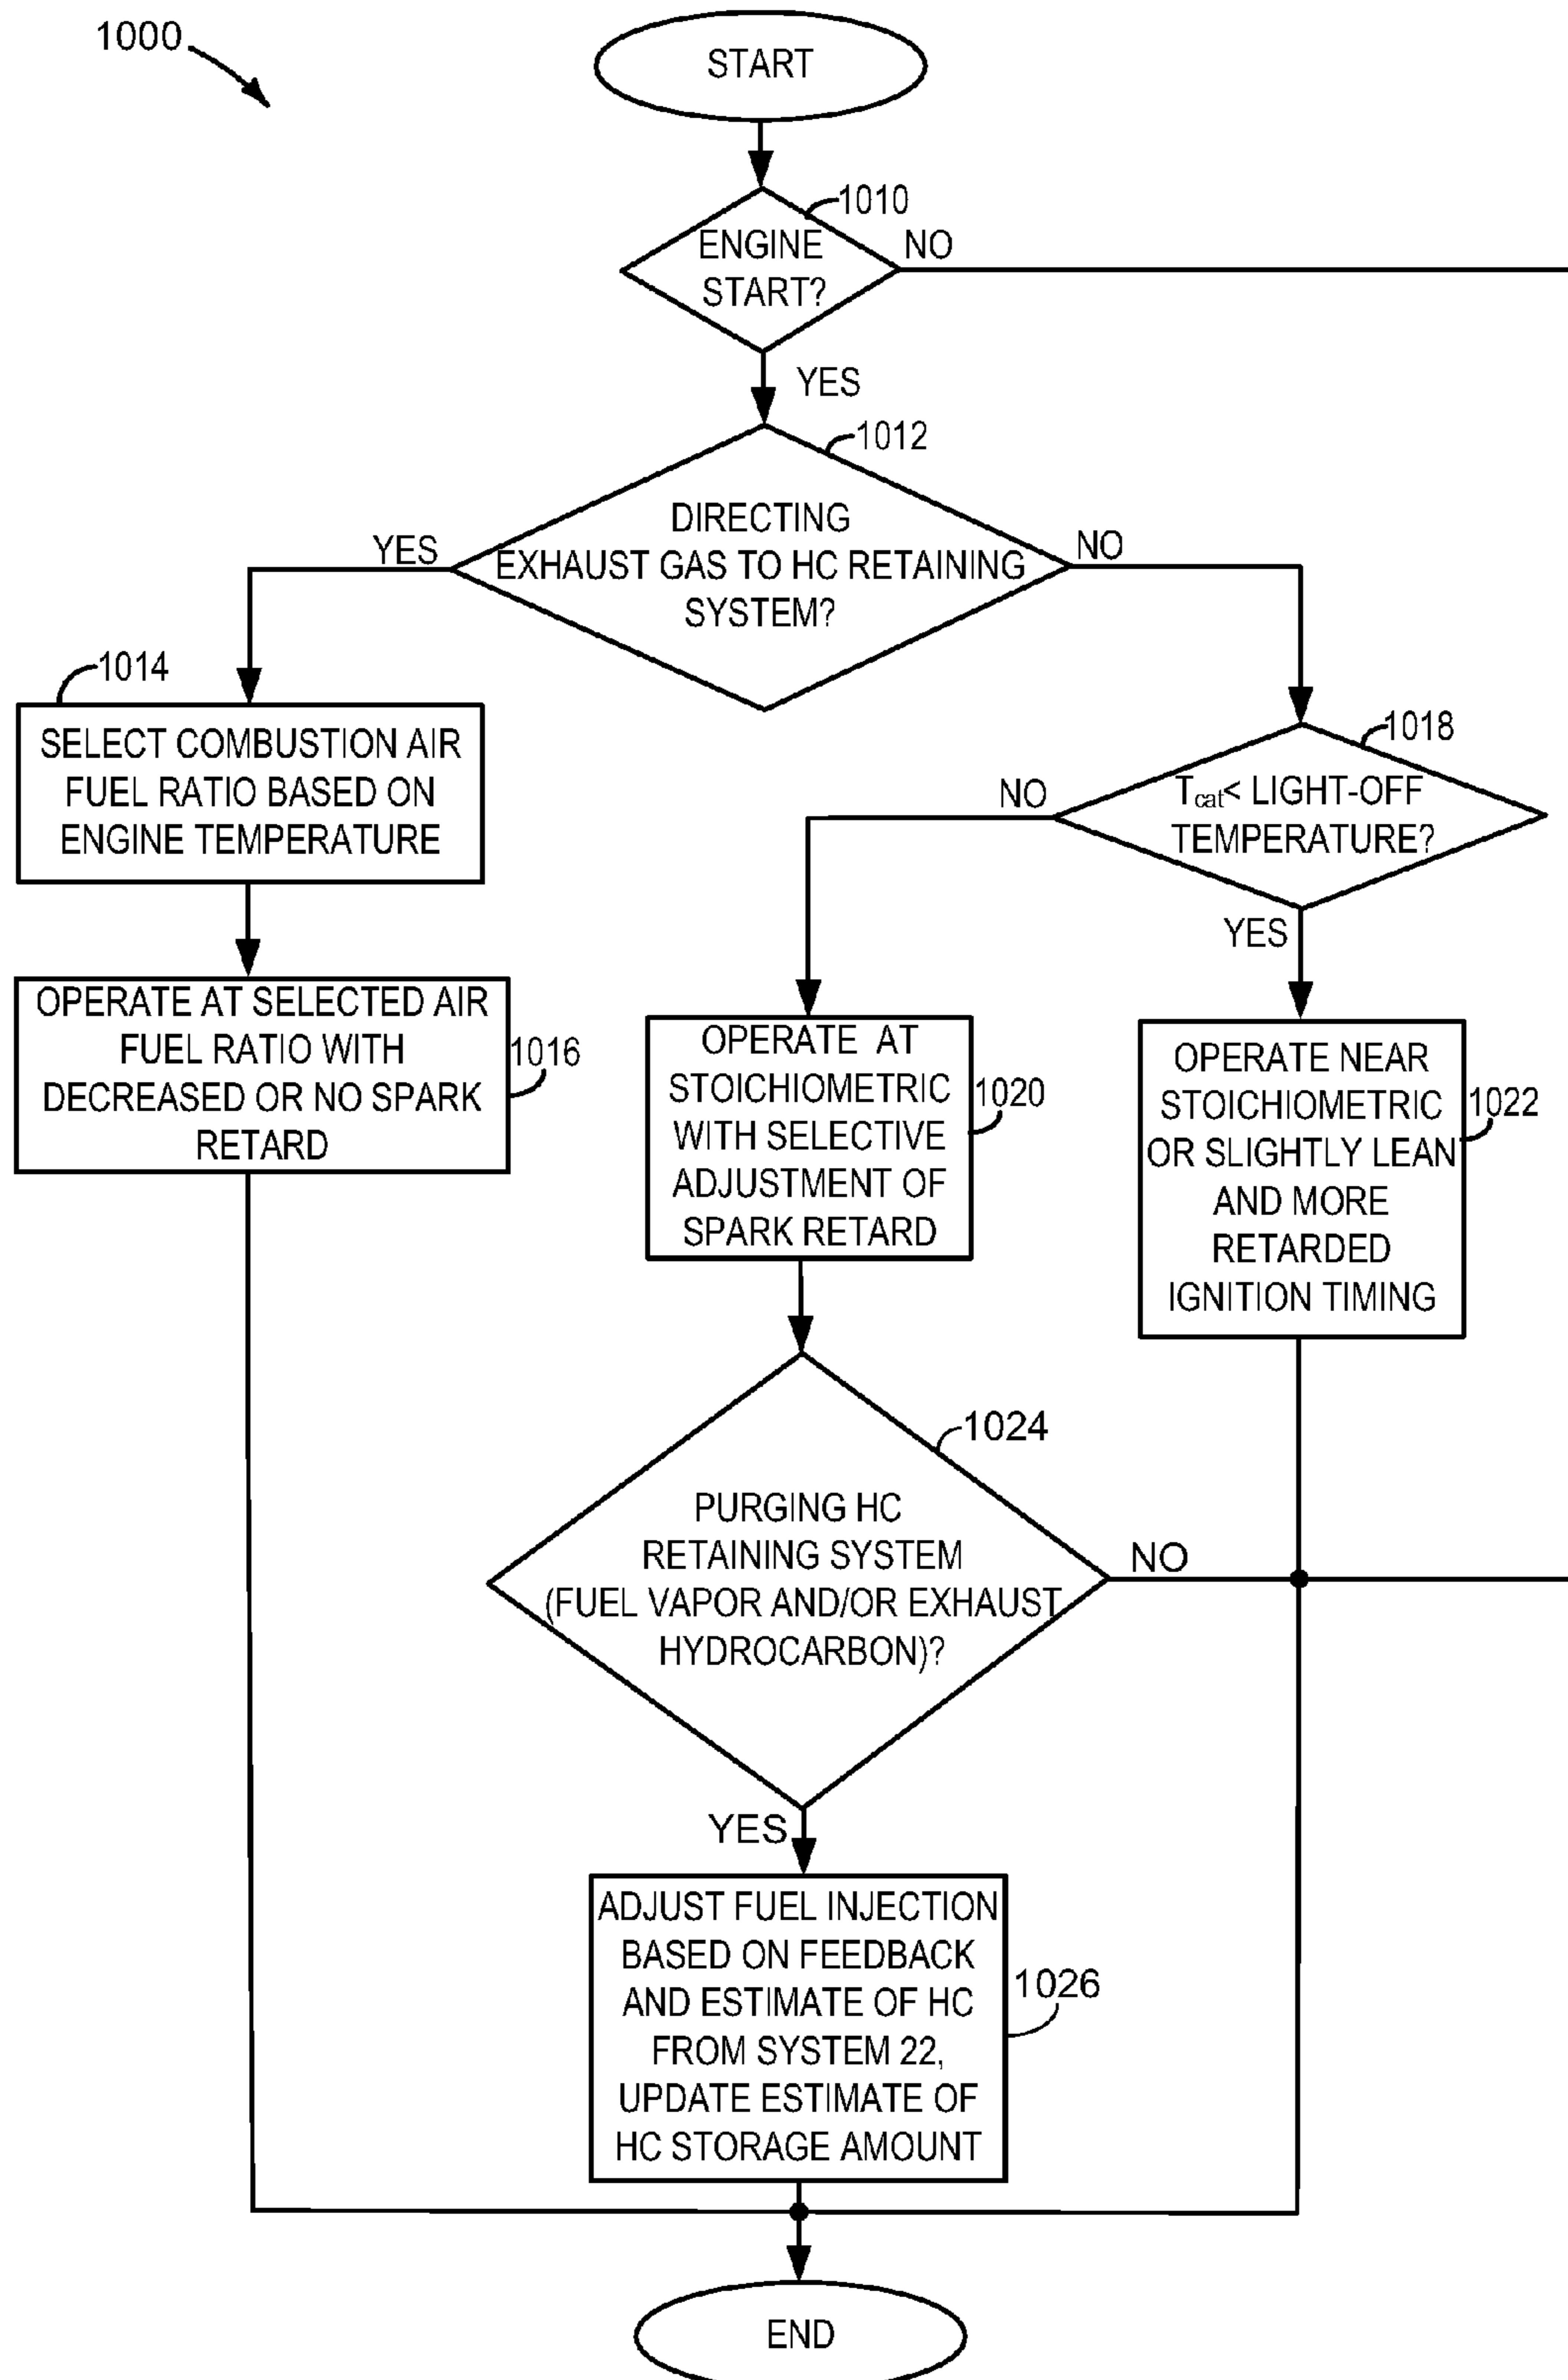 1000
START
1010
ENGINE
START?
NO
YES
1012
DIRECTING
EXHAUST GAS TO HC RETAINING
SYSTEM?
YES
NO
1014
SELECT COMBUSTION AIR
FUEL RATIO BASED ON
ENGINE TEMPERATURE
1018
Tcat< LIGHT-OFF
TEMPERATURE?
NO
YES
OPERATE AT SELECTED AIR
FUEL RATIO WITH
DECREASED OR NO SPARK
RETARD
1016
OPERATE AT
STOICHIOMETRIC
WITH SELECTIVE
ADJUSTMENT OF
SPARK RETARD
1020
OPERATE NEAR
STOICHIOMETRIC
OR SLIGHTLY LEAN
AND MORE
RETARDED
IGNITION TIMING
1022
1024
PURGING HC
RETAINING SYSTEM
(FUEL VAPOR AND/OR EXHAUST
HYDROCARBON)?
NO
YES
ADJUST FUEL INJECTION
BASED ON FEEDBACK
AND ESTIMATE OF HC
FROM SYSTEM 22,
UPDATE ESTIMATE OF
HC STORAGE AMOUNT
1026
END